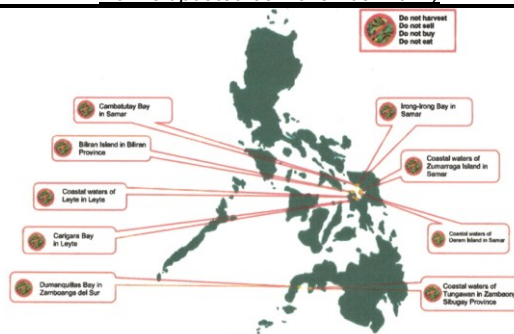 Do not harvest
Do not sell
Do not buy
Do not eat
Cambatutay Bay
in Samar
Irong-Irong Bay in
Samar
Biliran Island in Biliran
Province
Coastal waters of
Zumarraga Island in
Samar
Coastal waters of
Leyte in Leyte
Carigara Bay
in Leyte
Coastal waters of
Daram Island in Samar
Dumanquillas Bay in
Zamboanga del Sur
Coastal waters of
Tungawan in Zamboanga
Sibugay Province